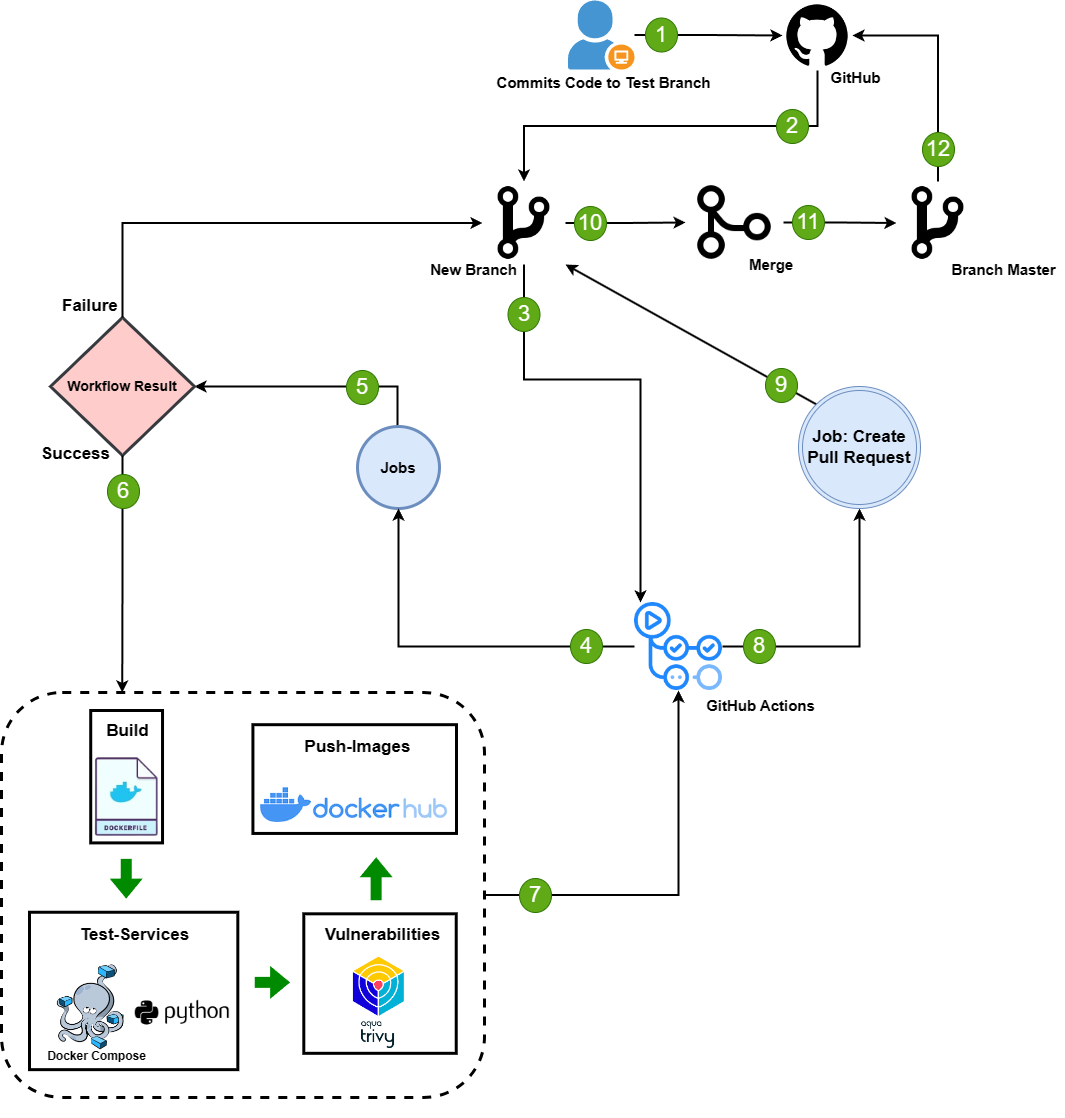 1
Commits Code to Test Branch
GitHub
2
12
10
11
New Branch
Merge
Branch Master
3
Failure
Workflow Result
5
9
Success
6
Jobs
Job: Create
Pull Request
4
8
GitHub Actions
Build
DOCKERFILE
Push-Images
dockerhub
7
Test-Services
python
Docker Compose
Vulnerabilities
aqua
trivy